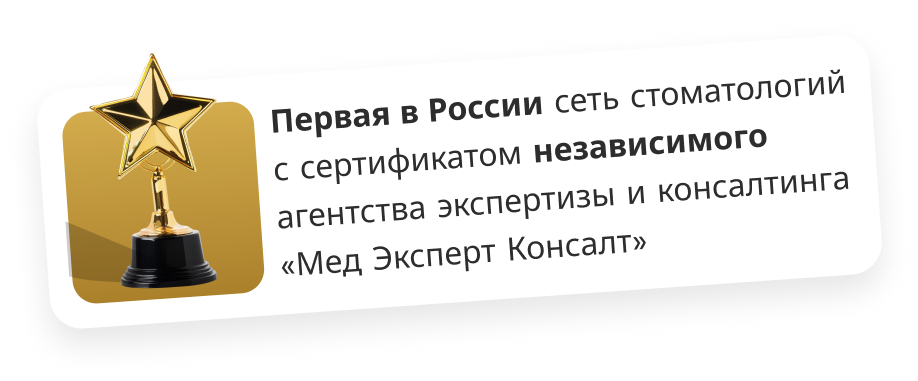 Первая в России сеть стоматологий
с сертификатом независимого
агентства экспертизы и консалтинга
«Мед Эксперт Консалт»